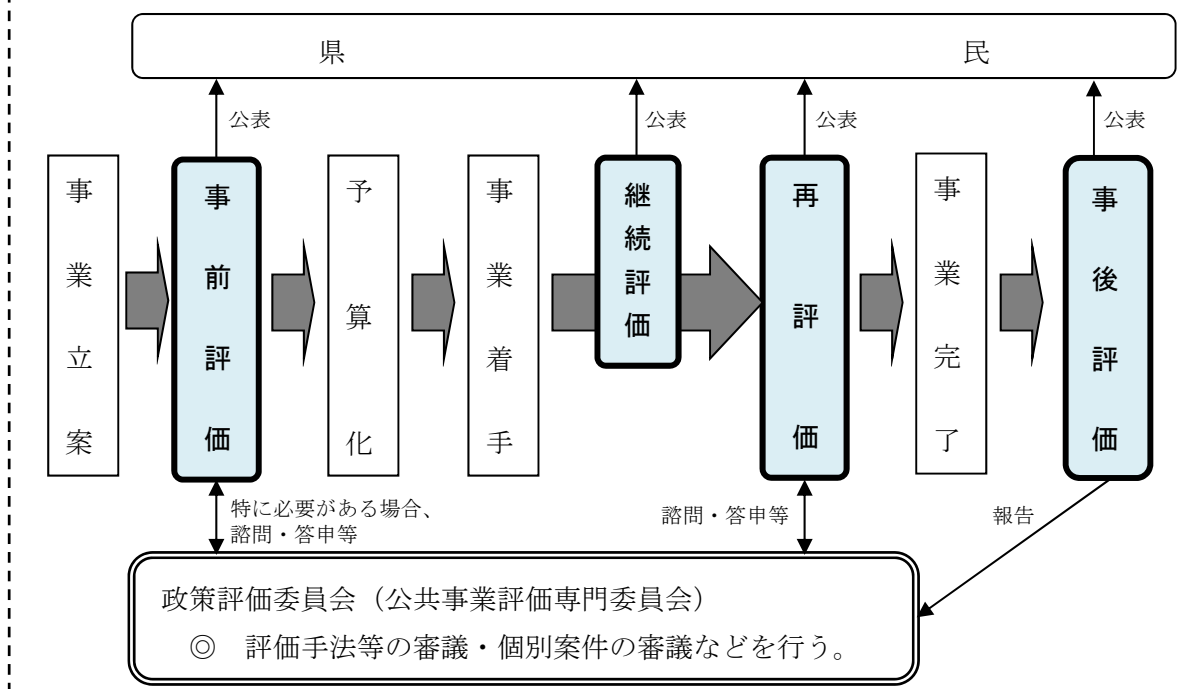 県 民
公表
公表
公表
公表
事業立案
事前評価
予算化
事業着手
継続評価
再評価
事業完了
事後評価
特に必要がある場合、
諮問・答申等
諮問・答申等
報告
政策評価委員会（公共事業評価専門委員会）
◎ 評価手法等の審議・個別案件の審議などを行う。